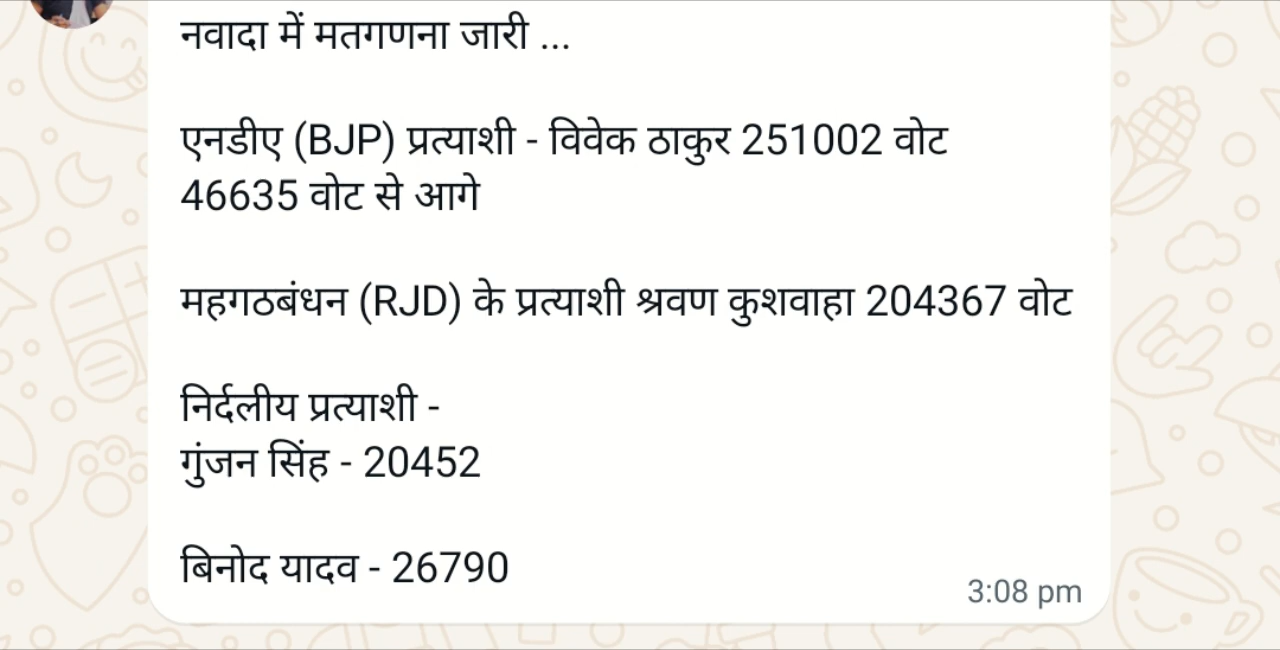 नवादा में मतगणना जारी ...
एनडीए (BJP) प्रत्याशी - विवेक ठाकुर 251002 वोट
46635 वोट से आगे
महगठबंधन (RJD) के प्रत्याशी श्रवण कुशवाहा 204367 वोट
निर्दलीय प्रत्याशी -
गुंजन सिंह - 20452
बिनोद यादव - 26790
3:08 pm